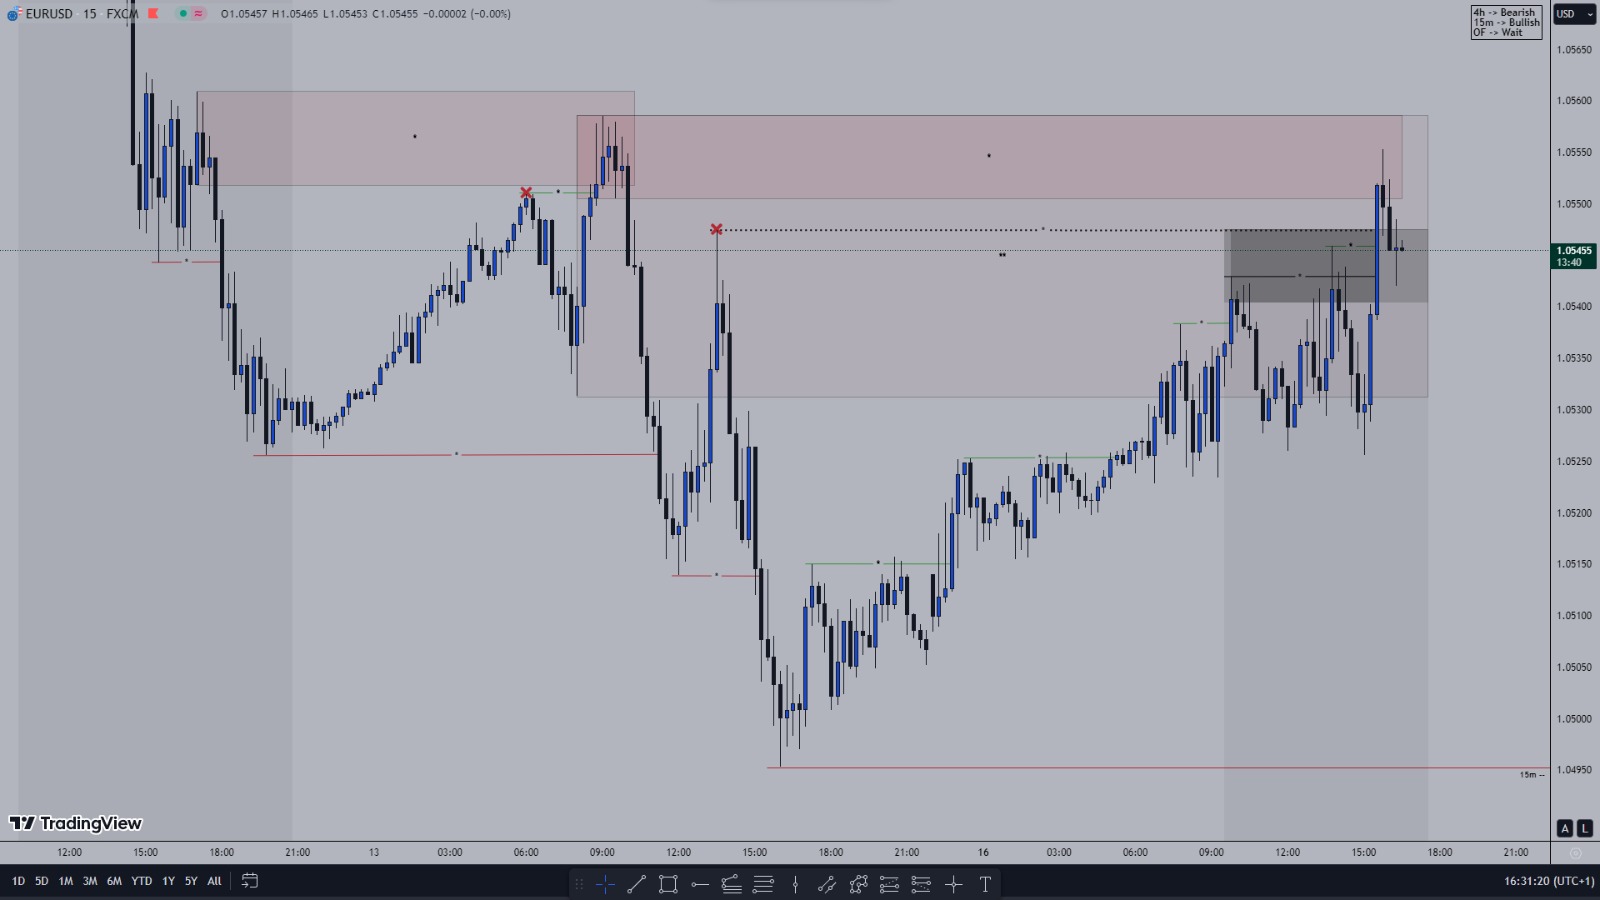 EURUSD · 15 · FXCM O1.05457 H1.05465 L1.05453 C1.05455 −0.00002 (−0.00%)
4h -> Bearish
15m -> Bullish
OF -> Wait
USD
1.05650
1.05600
1.05550
1.05500
1.05455
13:40
1.05400
1.05350
1.05300
1.05250
1.05200
1.05150
1.05100
1.05050
1.05000
1.04950
15m --
TradingView
A L
12:00 15:00 18:00 21:00 13 03:00 06:00 09:00 12:00 15:00 18:00 21:00 16 03:00 06:00 09:00 12:00 15:00 18:00 21:00
1D 5D 1M 3M 6M YTD 1Y 5Y All
16:31:20 (UTC+1)